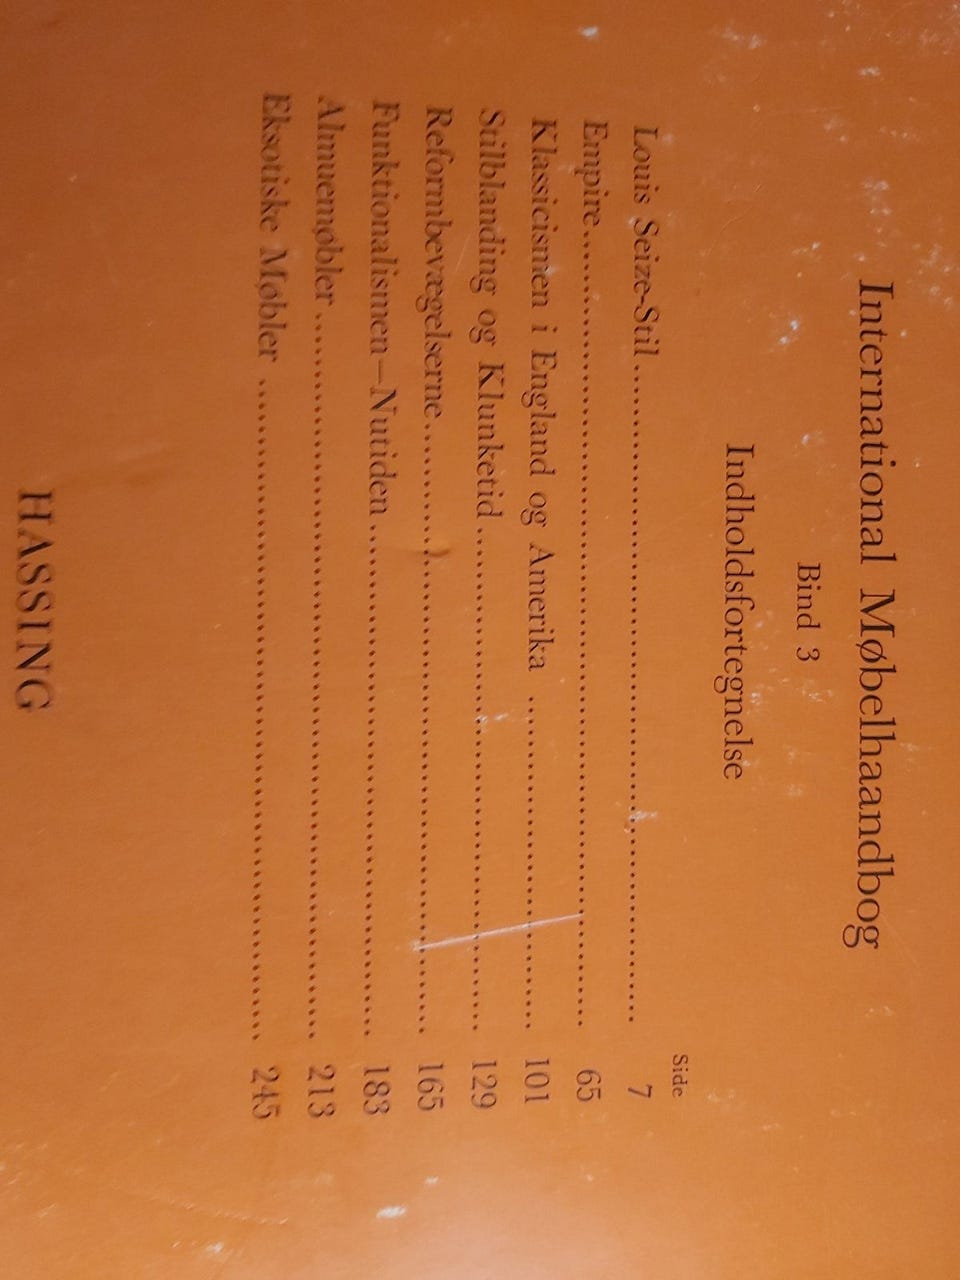 International Møbelhaandbog
Bind 3
Indholdsfortegnelse
Side
Louis Seize-Stil ........................................ 7
Empire ........................................ 65
Klassicismen i England og Amerika ........................................ 101
Stilblanding og Klunketid ........................................ 129
Reformbevægelserne ........................................ 165
Funktionalismen–Nutiden ........................................ 183
Almuemøbler ........................................ 213
Eksotiske Møbler ........................................ 245
HASSING